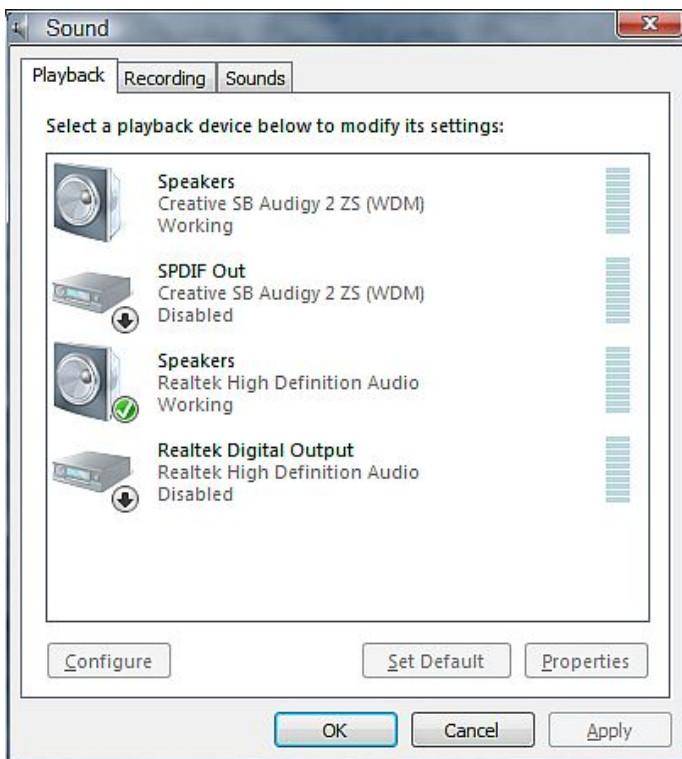 Sound
Playback Recording Sounds
Select a playback device below to modify its settings:
Speakers
Creative SB Audigy 2 ZS (WDM)
Working
SPDIF Out
Creative SB Audigy 2 ZS (WDM)
Disabled
Speakers
Realtek High Definition Audio
Working
Realtek Digital Output
Realtek High Definition Audio
Disabled
Configure Set Default Properties
OK Cancel Apply